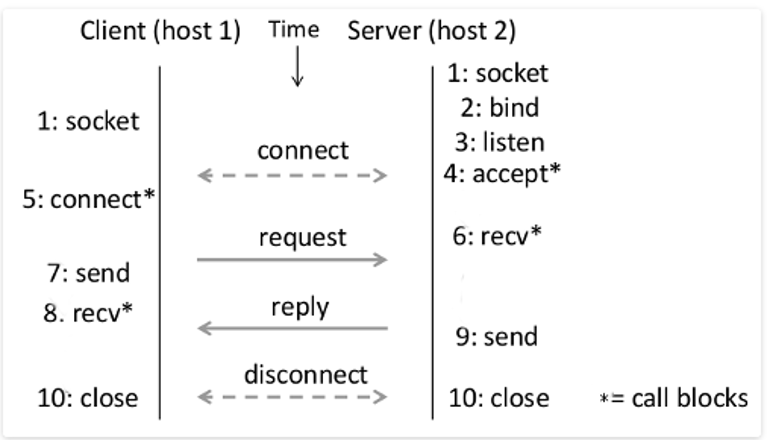 Client (host 1) Time Server (host 2)
1: socket
1: socket
2: bind
3: listen
connect
4: accept*
5: connect*
request
6: recv*
7: send
8. recv*
reply
9: send
disconnect
10: close
10: close
*= call blocks